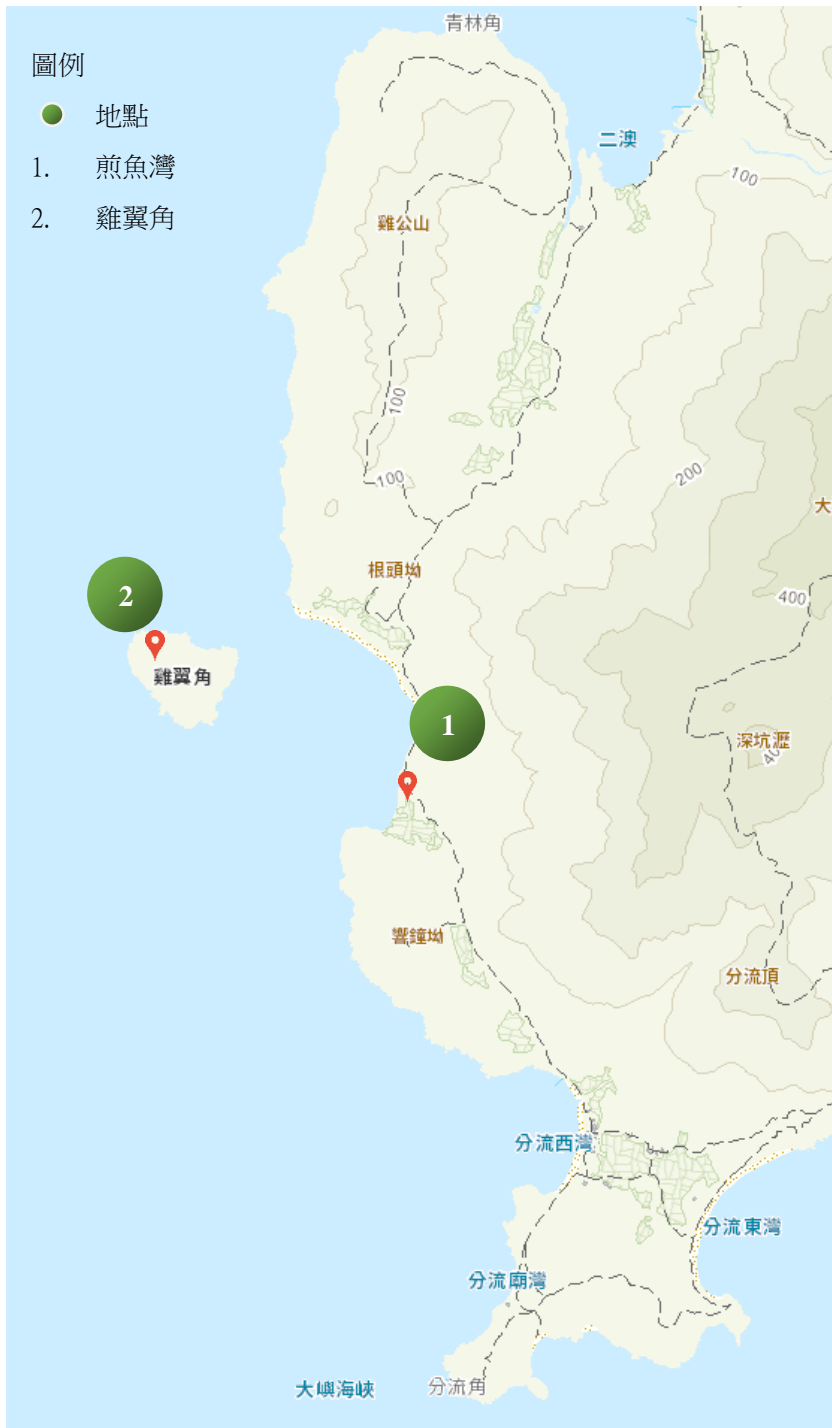 青林角
圖例
地點
1. 煎魚灣
2. 雞翼角
二澳
100
雞公山
100
100
200
大
根頭坳
400
2
雞翼角
1
深坑瀝
響鐘坳
分流頂
分流西灣
分流東灣
分流廟灣
大嶼海峽
分流角